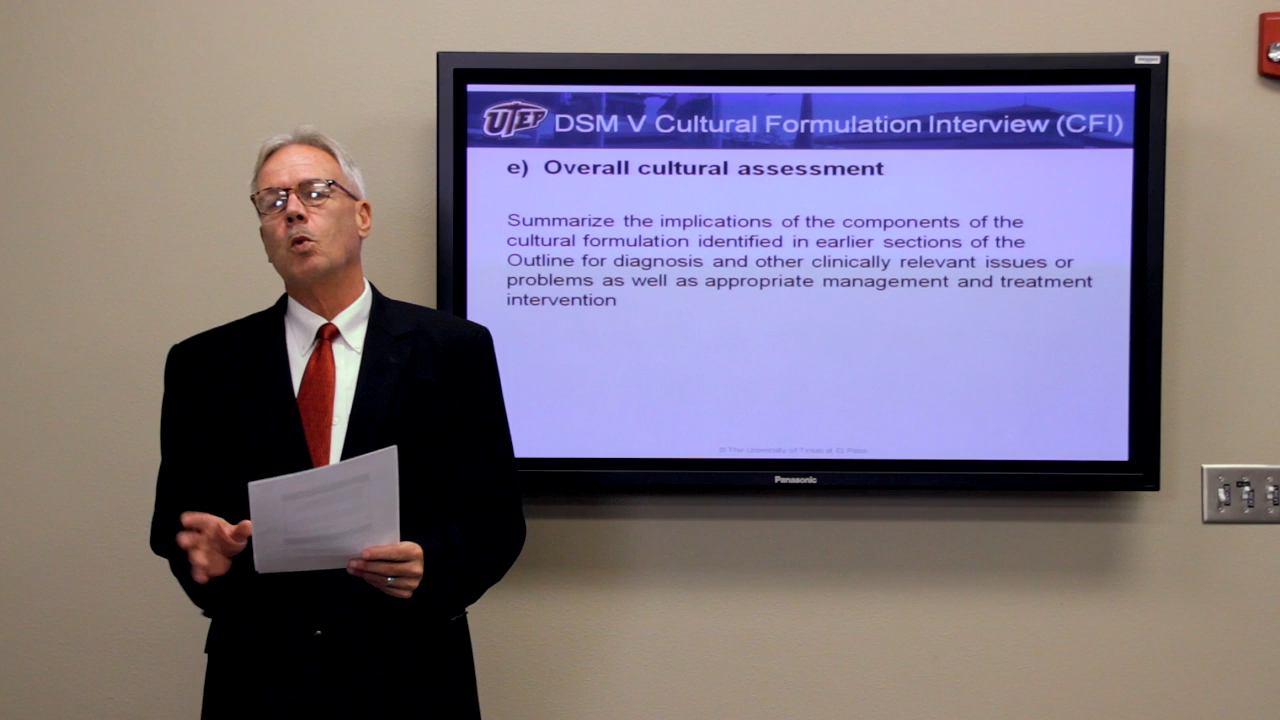 UTEP DSM V Cultural Formulation Interview (CFI)
e) Overall cultural assessment
Summarize the implications of the components of the
cultural formulation identified in earlier sections of the
Outline for diagnosis and other clinically relevant issues or
problems as well as appropriate management and treatment
intervention
© The University of Texas at El Paso
Panasonic